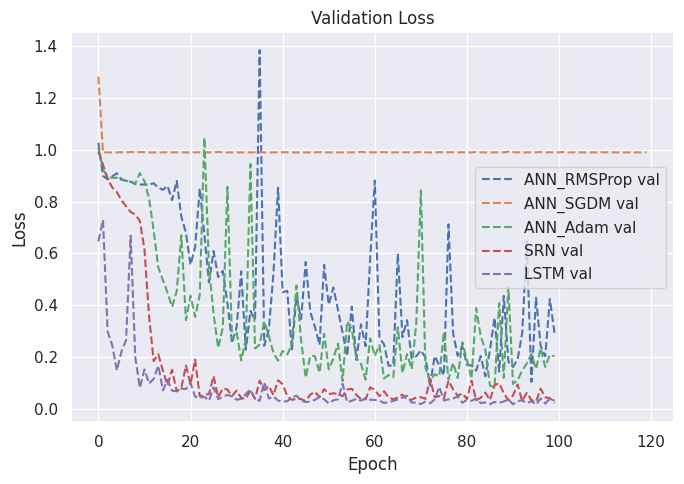 Validation Loss
Loss
1.4
1.2
1.0
0.8
0.6
0.4
0.2
0.0
ANN_RMSProp val
ANN_SGDM val
ANN_Adam val
SRN val
LSTM val
0
20
40
60
80
100
120
Epoch